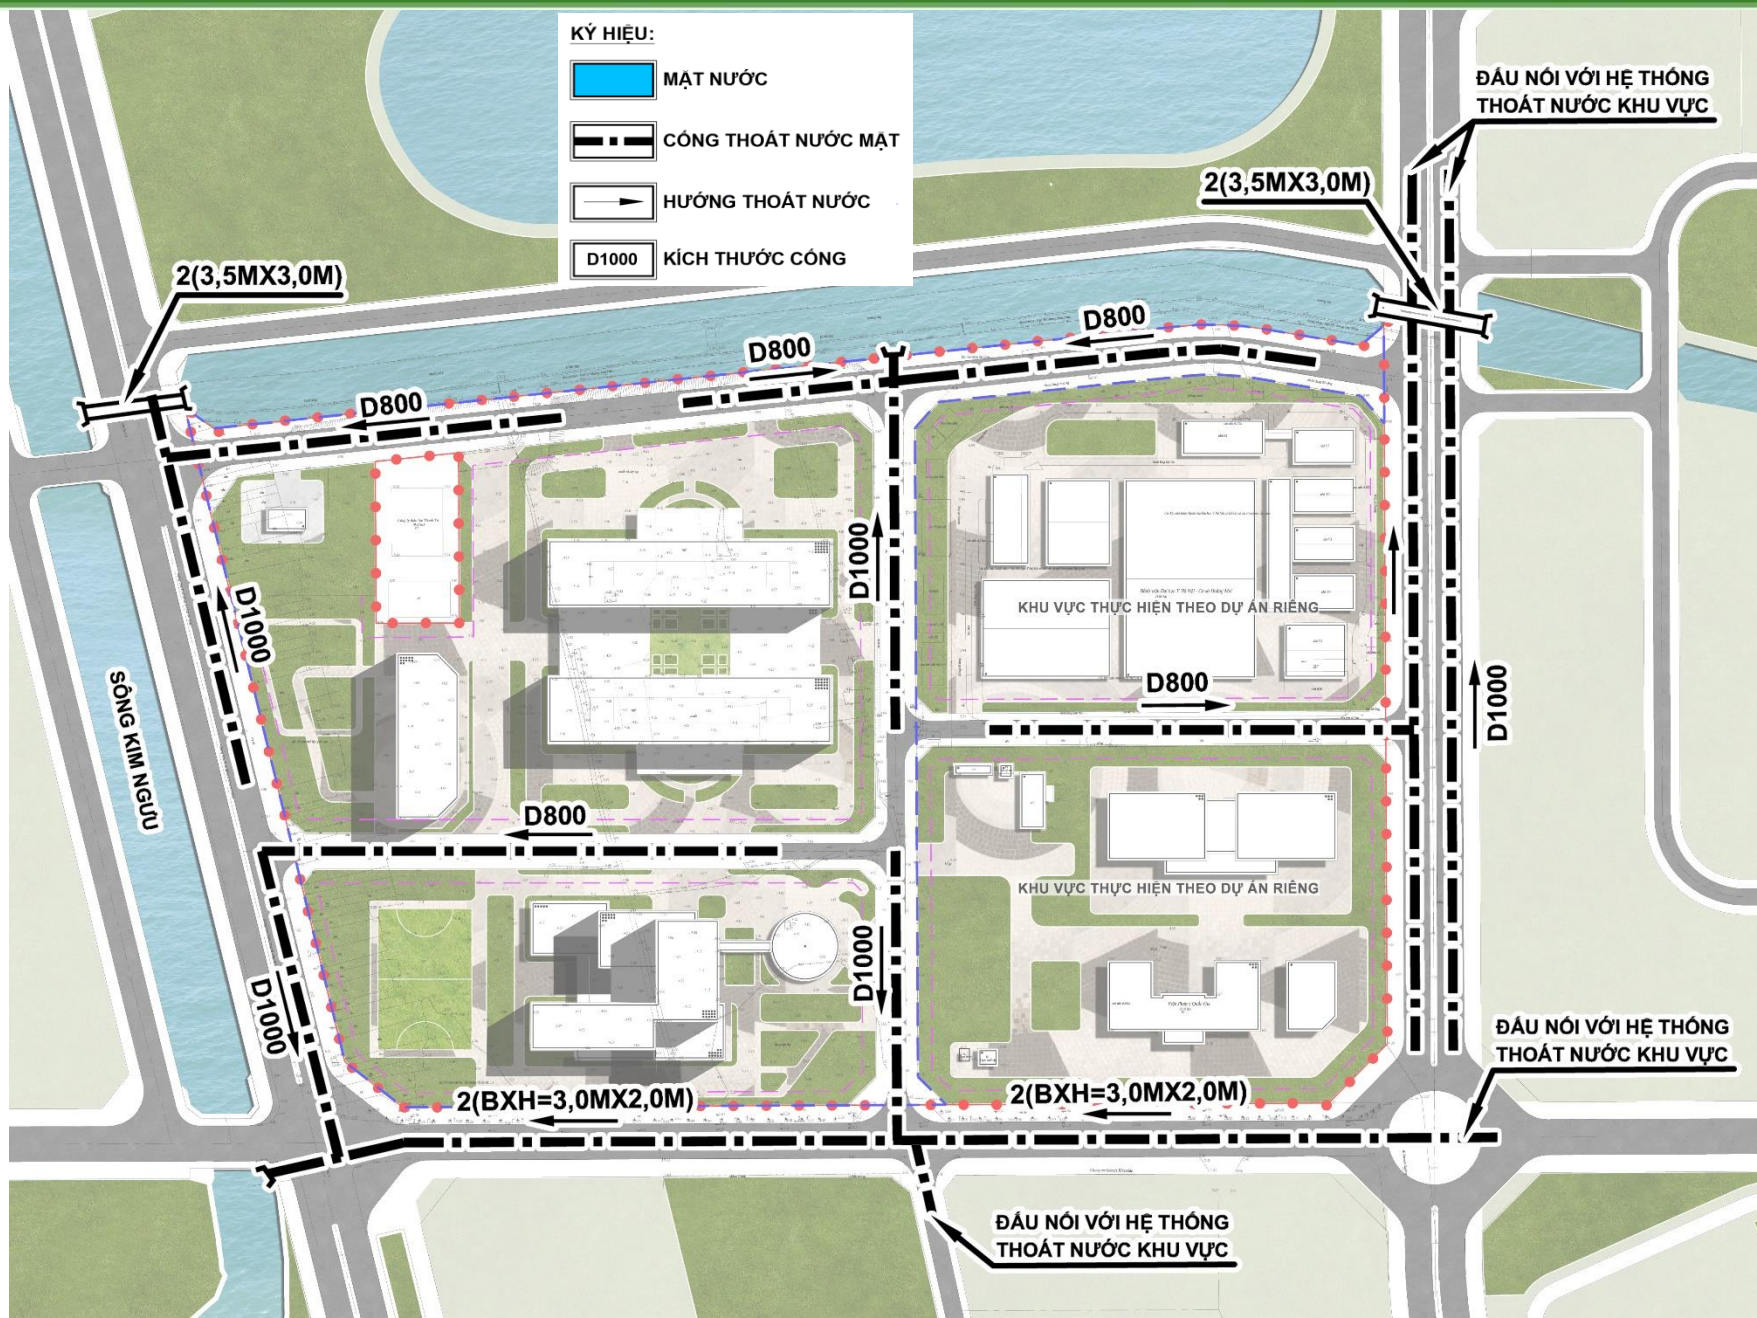 KÝ HIỆU:
MẶT NƯỚC
CỐNG THOÁT NƯỚC MẶT
HƯỚNG THOÁT NƯỚC
D1000 KÍCH THƯỚC CỐNG
ĐẤU NỐI VỚI HỆ THỐNG
THOÁT NƯỚC KHU VỰC
2(3,5MX3,0M)
2(3,5MX3,0M)
D800
D800
D800
D1000
D1000
KHU VỰC THỰC HIỆN THEO DỰ ÁN RIÊNG
D800
D1000
SÔNG KIM NGƯU
D800
KHU VỰC THỰC HIỆN THEO DỰ ÁN RIÊNG
D1000
D1000
ĐẤU NỐI VỚI HỆ THỐNG
THOÁT NƯỚC KHU VỰC
2(BXH=3,0MX2,0M)
2(BXH=3,0MX2,0M)
ĐẤU NỐI VỚI HỆ THỐNG
THOÁT NƯỚC KHU VỰC